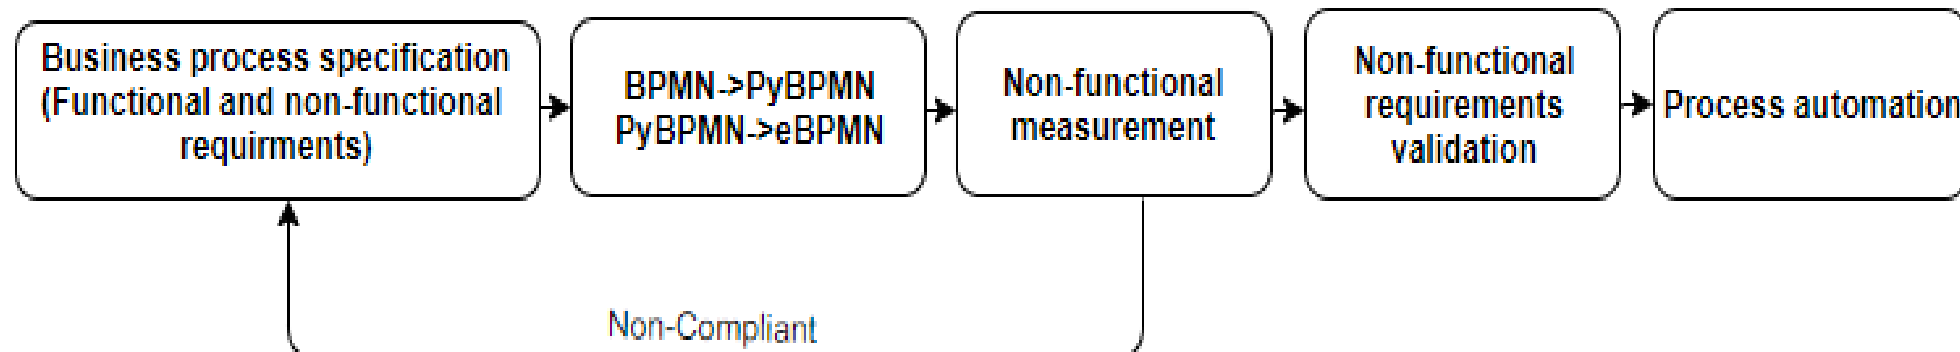 Business process specification
(Functional and non-functional
requirments)
BPMN->PyBPMN
PyBPMN->eBPMN
Non-functional
measurement
Non-functional
requirements
validation
Process automation
Non-Compliant